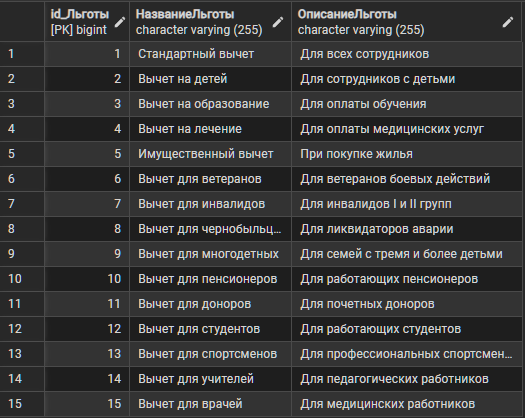 id_Льготы НазваниеЛьготы ОписаниеЛьготы
[PK] bigint character varying (255) character varying (255)
1 1 Стандартный вычет Для всех сотрудников
2 2 Вычет на детей Для сотрудников с детьми
3 3 Вычет на образование Для оплаты обучения
4 4 Вычет на лечение Для оплаты медицинских услуг
5 5 Имущественный вычет При покупке жилья
6 6 Вычет для ветеранов Для ветеранов боевых действий
7 7 Вычет для инвалидов Для инвалидов I и II групп
8 8 Вычет для чернобыльц... Для ликвидаторов аварии
9 9 Вычет для многодетных Для семей с тремя и более детьми
10 10 Вычет для пенсионеров Для работающих пенсионеров
11 11 Вычет для доноров Для почетных доноров
12 12 Вычет для студентов Для работающих студентов
13 13 Вычет для спортсменов Для профессиональных спортсмен...
14 14 Вычет для учителей Для педагогических работников
15 15 Вычет для врачей Для медицинских работников